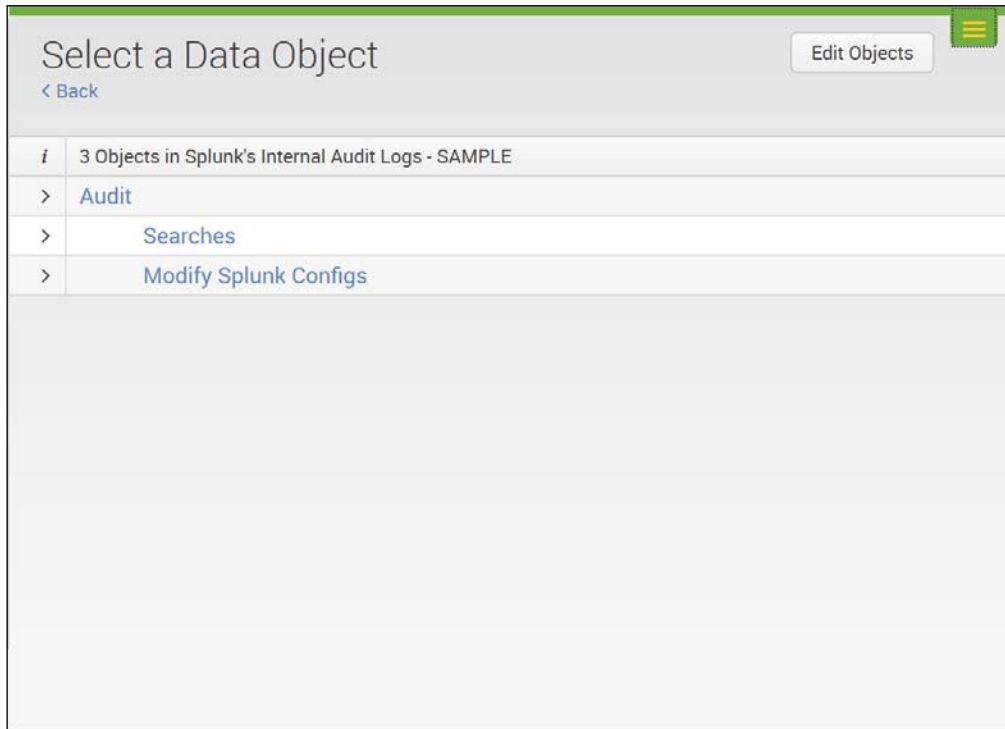 Select a Data Object
Edit Objects
< Back
i 3 Objects in Splunk's Internal Audit Logs - SAMPLE
> Audit
> Searches
> Modify Splunk Configs